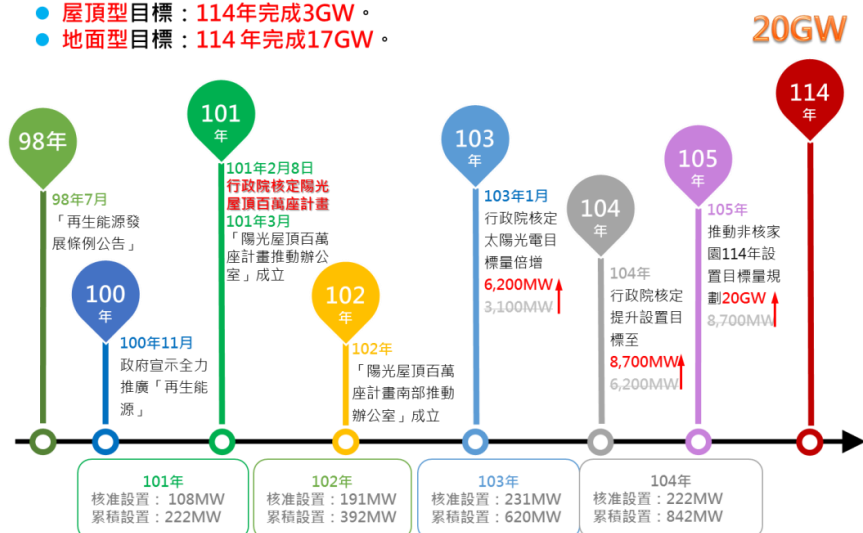 屋頂型目標：114年完成3GW。
地面型目標：114 年完成17GW。
20GW
98年
98年7月
「再生能源發
展條例公告」
100
年
100年11月
政府宣示全力
推廣「再生能
源」
101
年
101年2月8日
行政院核定陽光
屋頂百萬座計畫
101年3月
「陽光屋頂百萬
座計畫推動辦公
室」成立
102
年
102年
「陽光屋頂百萬
座計畫南部推動
辦公室」成立
103
年
103年1月
行政院核定
太陽光電目
標量倍增
6,200MW
3,100MW
104
年
104年
行政院核定
提升設置目
標至
8,700MW
6,200MW
105
年
105年
推動非核家
園114年設
置目標量規
劃20GW
8,700MW
114
年
101年
核准設置：108MW
累積設置：222MW
102年
核准設置：191MW
累積設置：392MW
103年
核准設置：231MW
累積設置：620MW
104年
核准設置：222MW
累積設置：842MW